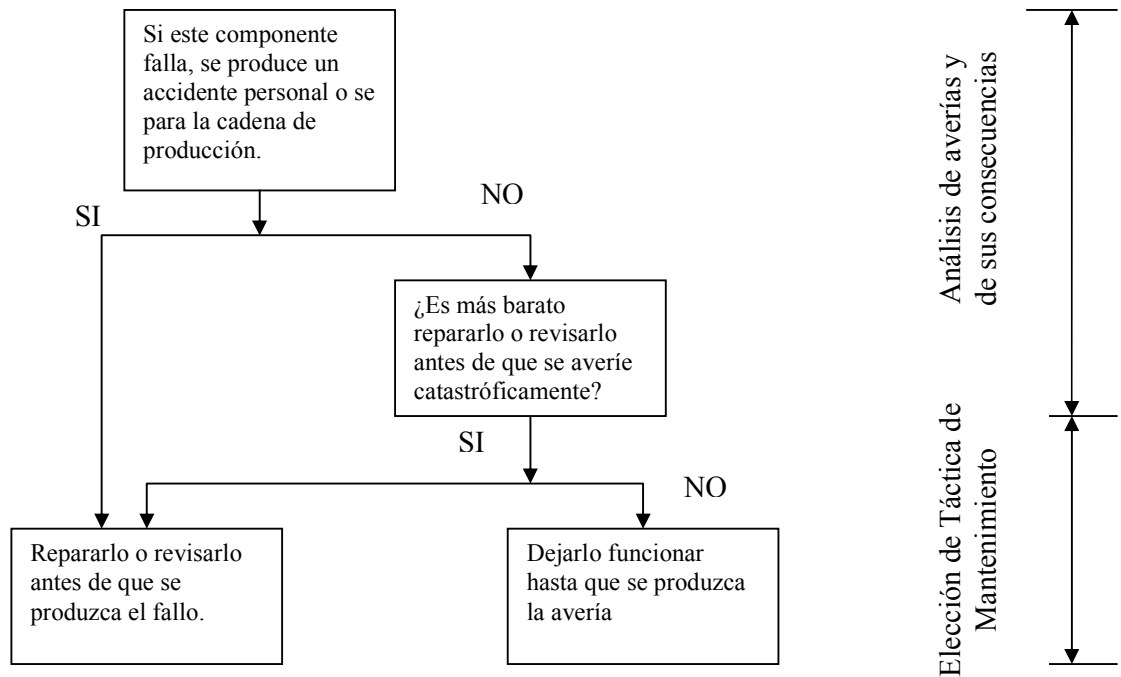 Si este componente
falla, se produce un
accidente personal o se
para la cadena de
producción.
SI
NO
¿Es más barato
repararlo o revisarlo
antes de que se averíe
catastróficamente?
SI
NO
Repararlo o revisarlo
antes de que se
produzca el fallo.
Dejarlo funcionar
hasta que se produzca
la avería
Análisis de averías y
de sus consecuencias
Elección de Táctica de
Mantenimiento